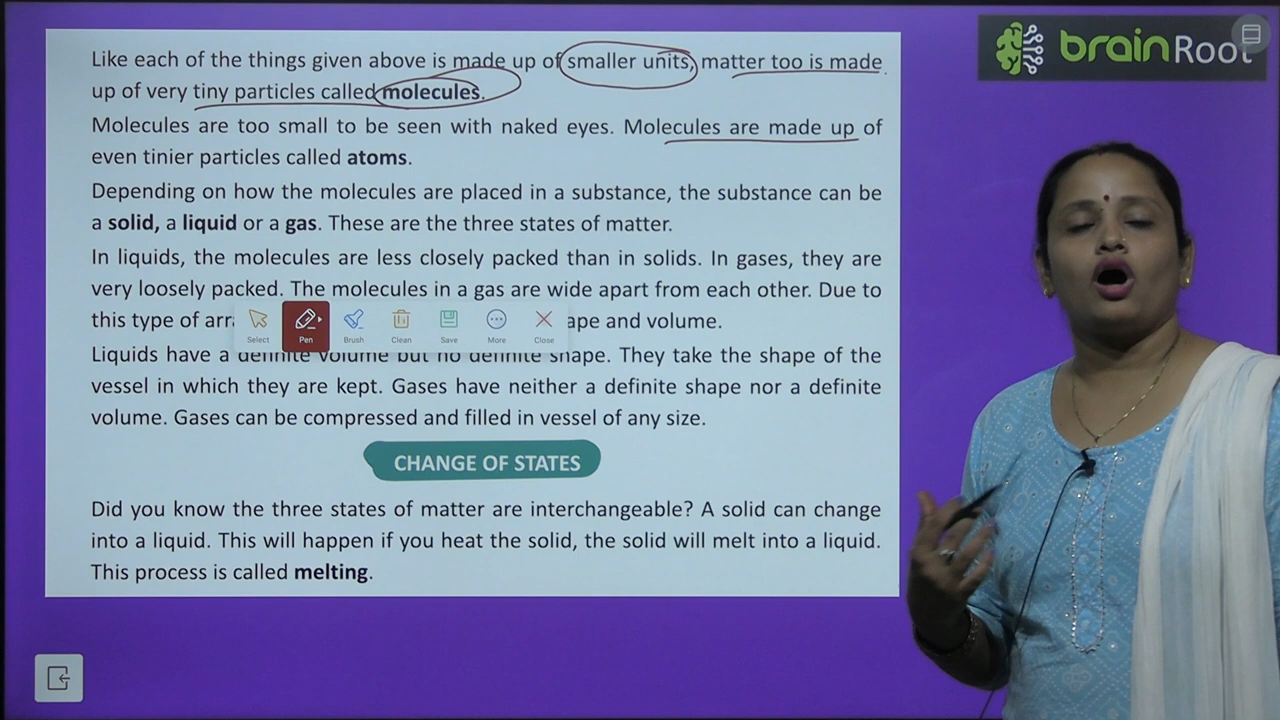 brainRoot
Like each of the things given above is made up of smaller units, matter too is made
up of very tiny particles called molecules.
Molecules are too small to be seen with naked eyes. Molecules are made up of
even tinier particles called atoms.
Depending on how the molecules are placed in a substance, the substance can be
a solid, a liquid or a gas. These are the three states of matter.
In liquids, the molecules are less closely packed than in solids. In gases, they are
very loosely packed. The molecules in a gas are wide apart from each other. Due to
this type of ape and volume.
Select Pen Brush Clean Save More Close
Liquids have a definite volume but no definite shape. They take the shape of the
vessel in which they are kept. Gases have neither a definite shape nor a definite
volume. Gases can be compressed and filled in vessel of any size.
CHANGE OF STATES
Did you know the three states of matter are interchangeable? A solid can change
into a liquid. This will happen if you heat the solid, the solid will melt into a liquid.
This process is called melting.